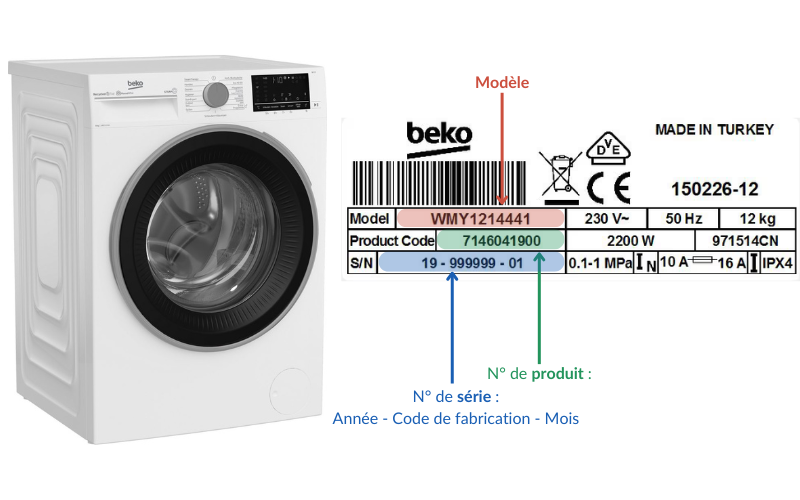 beko
Modèle
beko
MADE IN TURKEY
DVE
CE
150226-12
Model WMY1214441 230 V~ 50 Hz 12 kg
Product Code 7146041900 2200 W 971514CN
S/N 19 - 999999 - 01 0.1-1 MPa I N 10 A 16 A I IPX4
N° de produit :
N° de série :
Année - Code de fabrication - Mois